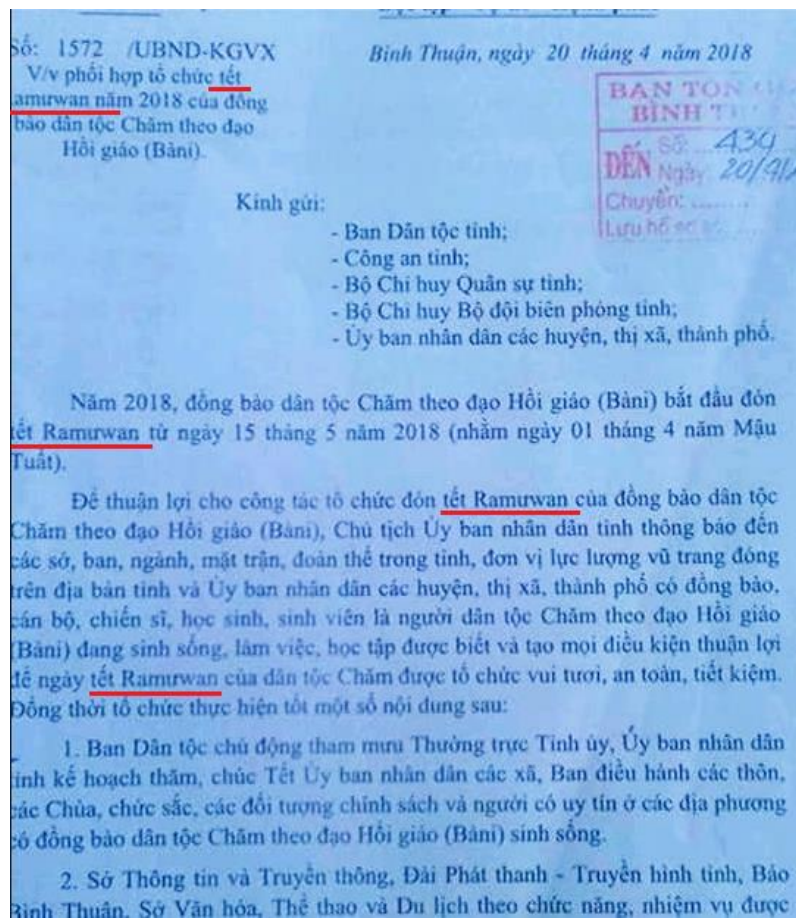 Số: 1572 /UBND-KGVX
V/v phối hợp tổ chức tết
amưwan năm 2018 của đồng
bào dân tộc Chăm theo đạo
Hồi giáo (Bàni).
Bình Thuận, ngày 20 tháng 4 năm 2018
BAN TÔN
BÌNH
ĐẾN Số: 439
Ngày: 20/4/
Chuyển:
Lưu hồ sơ
Kính gửi:
- Ban Dân tộc tỉnh;
- Công an tỉnh;
- Bộ Chỉ huy Quân sự tỉnh;
- Bộ Chỉ huy Bộ đội biên phòng tỉnh;
- Ủy ban nhân dân các huyện, thị xã, thành phố.
Năm 2018, đồng bào dân tộc Chăm theo đạo Hồi giáo (Bàni) bắt đầu đón
tết Ramưwan từ ngày 15 tháng 5 năm 2018 (nhằm ngày 01 tháng 4 năm Mậu
Tuất).
Để thuận lợi cho công tác tổ chức đón tết Ramưwan của đồng bào dân tộc
Chăm theo đạo Hồi giáo (Bàni), Chủ tịch Ủy ban nhân dân tỉnh thông báo đến
các sở, ban, ngành, mặt trận, đoàn thể trong tỉnh, đơn vị lực lượng vũ trang đóng
trên địa bàn tỉnh và Ủy ban nhân dân các huyện, thị xã, thành phố có đồng bào,
cán bộ, chiến sĩ, học sinh, sinh viên là người dân tộc Chăm theo đạo Hồi giáo
(Bàni) đang sinh sống, làm việc, học tập được biết và tạo mọi điều kiện thuận lợi
để ngày tết Ramưwan của dân tộc Chăm được tổ chức vui tươi, an toàn, tiết kiệm.
Đồng thời tổ chức thực hiện tốt một số nội dung sau:
1. Ban Dân tộc chủ động tham mưu Thường trực Tỉnh ủy, Ủy ban nhân dân
tỉnh kế hoạch thăm, chúc Tết Ủy ban nhân dân các xã, Ban điều hành các thôn,
các Chùa, chức sắc, các đối tượng chính sách và người có uy tín ở các địa phương
có đồng bào dân tộc Chăm theo đạo Hồi giáo (Bàni) sinh sống.
2. Sở Thông tin và Truyền thông, Đài Phát thanh - Truyền hình tỉnh, Báo
Bình Thuận, Sở Văn hóa, Thể thao và Du lịch theo chức năng, nhiệm vụ được